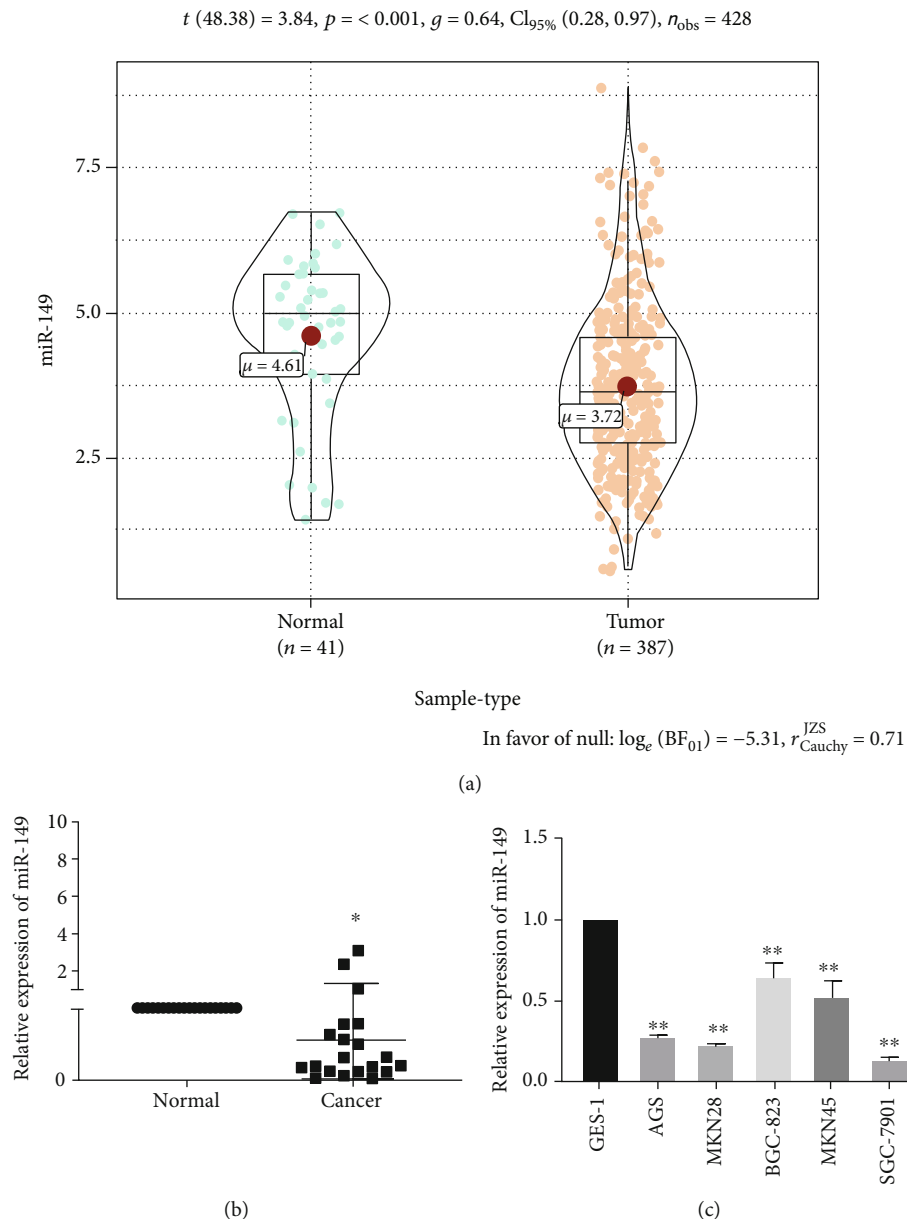 t (48.38) = 3.84, p = < 0.001, g = 0.64, CI95% (0.28, 0.97), nobs = 428
7.5
5.0
2.5
miR-149
μ = 4.61
μ = 3.72
Normal
(n = 41)
Tumor
(n = 387)
Sample-type
In favor of null: loge (BF01) = −5.31, rJZSCauchy = 0.71
(a)
Relative expression of miR-149
10
8
6
4
2
0
*
Normal
Cancer
(b)
Relative expression of miR-149
1.5
1.0
0.5
0.0
**
**
**
**
**
GES-1
AGS
MKN28
BGC-823
MKN45
SGC-7901
(c)